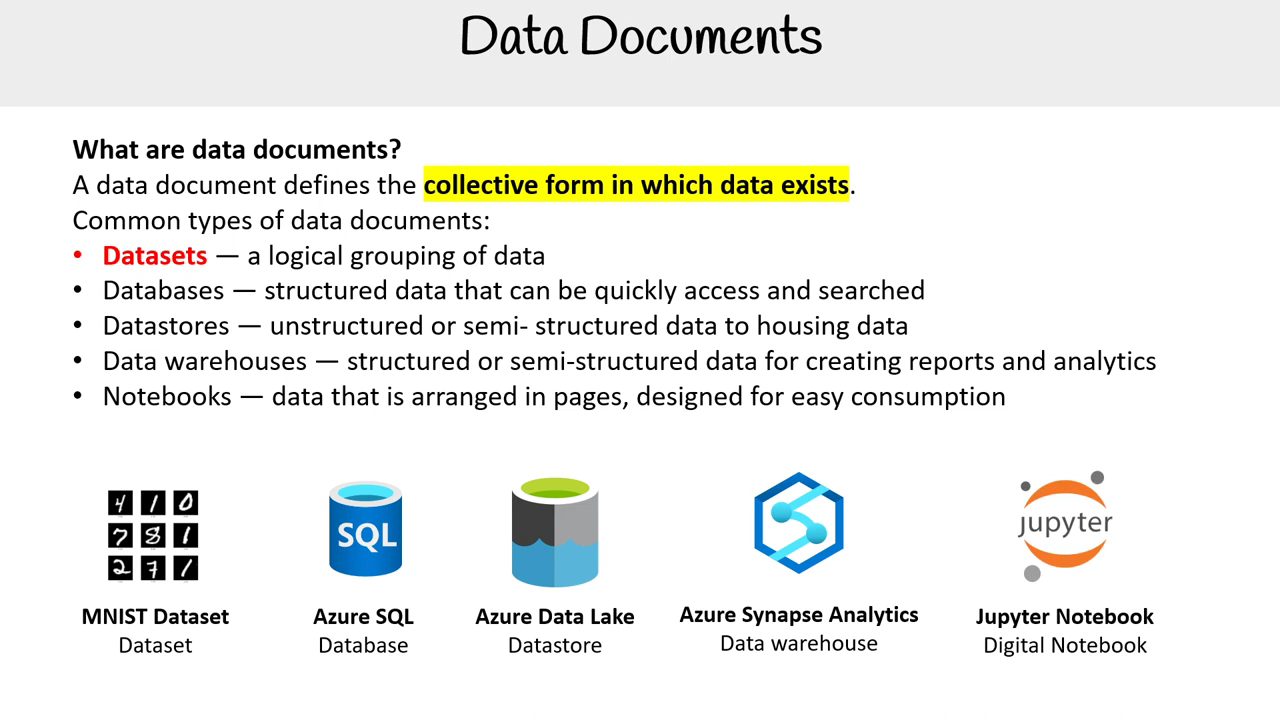 Data Documents
What are data documents?
A data document defines the collective form in which data exists.
Common types of data documents:
• Datasets — a logical grouping of data
• Databases — structured data that can be quickly access and searched
• Datastores — unstructured or semi- structured data to housing data
• Data warehouses — structured or semi-structured data for creating reports and analytics
• Notebooks — data that is arranged in pages, designed for easy consumption
4 1 0
7 8 1
2 7 1
SQL
jupyter
MNIST Dataset
Dataset
Azure SQL
Database
Azure Data Lake
Datastore
Azure Synapse Analytics
Data warehouse
Jupyter Notebook
Digital Notebook